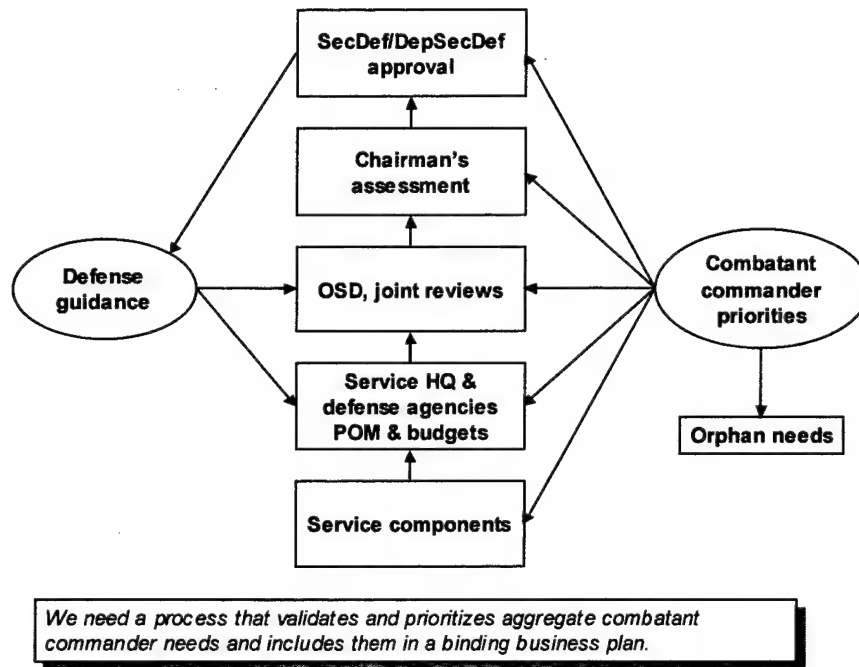 SecDef/DepSecDef
approval
Chairman's
assessment
Defense
guidance
OSD, joint reviews
Combatant
commander
priorities
Service HQ &
defense agencies
POM & budgets
Orphan needs
Service components
We need a process that validates and prioritizes aggregate combatant
commander needs and includes them in a binding business plan.